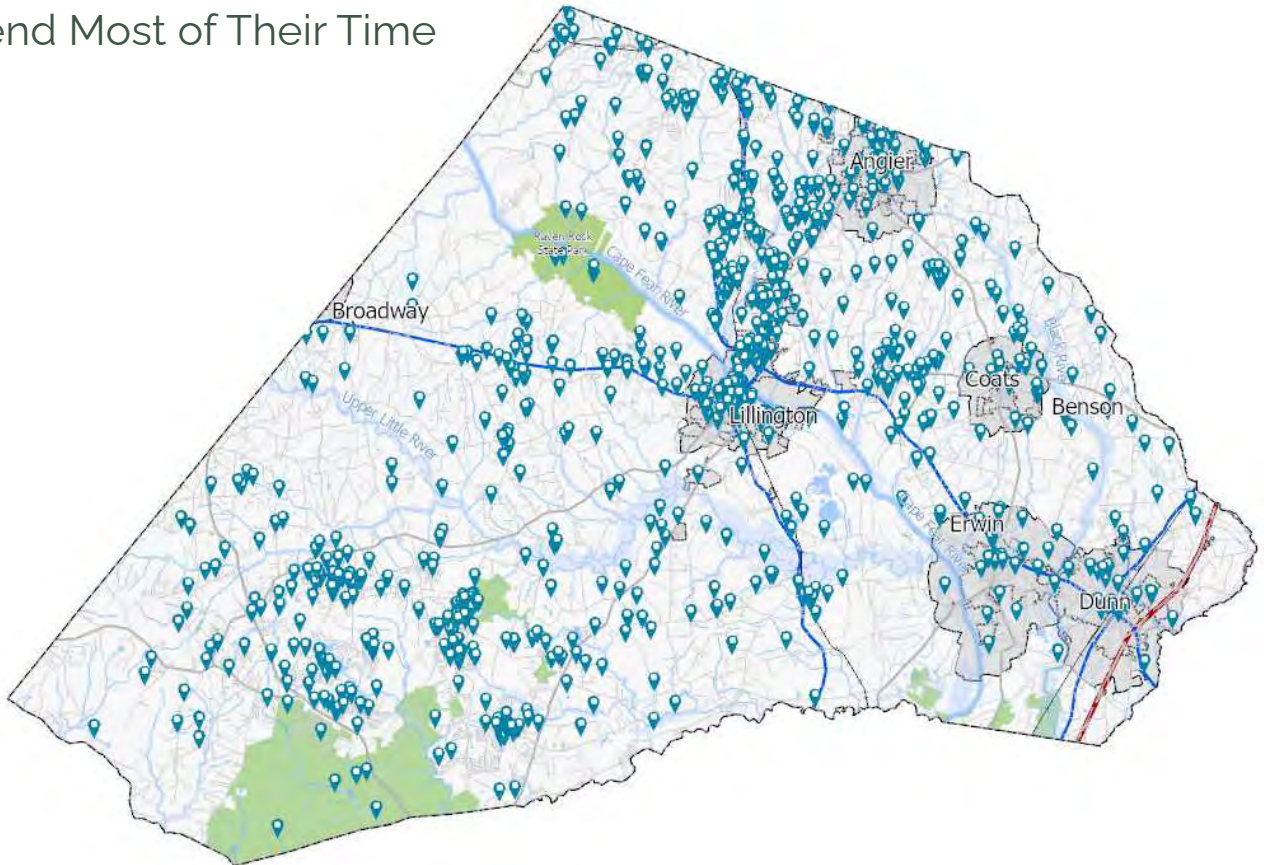 end Most of Their Time
Angier
Raven Rock
State Park
Cape Fear River
Broadway
Black River
Coats
Benson
Lillington
Upper Little River
Cape Fear River
Erwin
Dunn